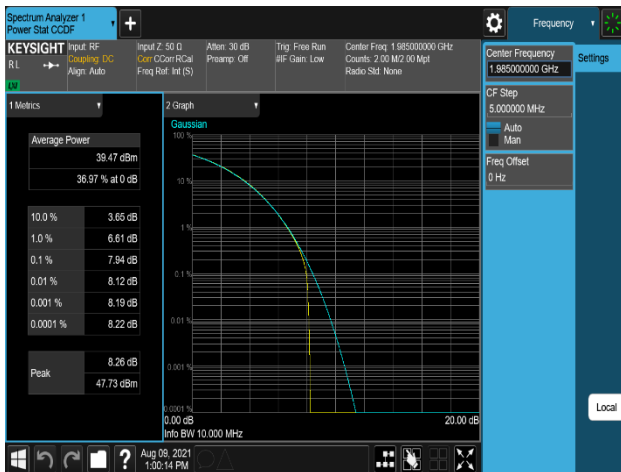 Spectrum Analyzer 1
Power Stat CCDF
+
Frequency
KEYSIGHT
RL
Input: RF
Coupling: DC
Align: Auto
Input Z: 50 Ω
Corr CCorr RCal
Freq Ref: Int (S)
Atten: 30 dB
Preamp: Off
Trig: Free Run
#IF Gain: Low
Center Freq: 1.985000000 GHz
Counts: 2.00 M/2.00 Mpt
Radio Std: None
Center Frequency
1.985000000 GHz
Settings
CF Step
5.000000 MHz
Auto
Man
Freq Offset
0 Hz
1 Metrics
2 Graph
Average Power
39.47 dBm
36.97 % at 0 dB
10.0 % 3.65 dB
1.0 % 6.61 dB
0.1 % 7.94 dB
0.01 % 8.12 dB
0.001 % 8.19 dB
0.0001 % 8.22 dB
Peak 8.26 dB
47.73 dBm
Gaussian
100 %
10 %
1 %
0.1 %
0.01 %
0.001 %
0.0001 %
0.00 dB 20.00 dB
Info BW 10.000 MHz
Local
?
Aug 09, 2021
1:00:14 PM